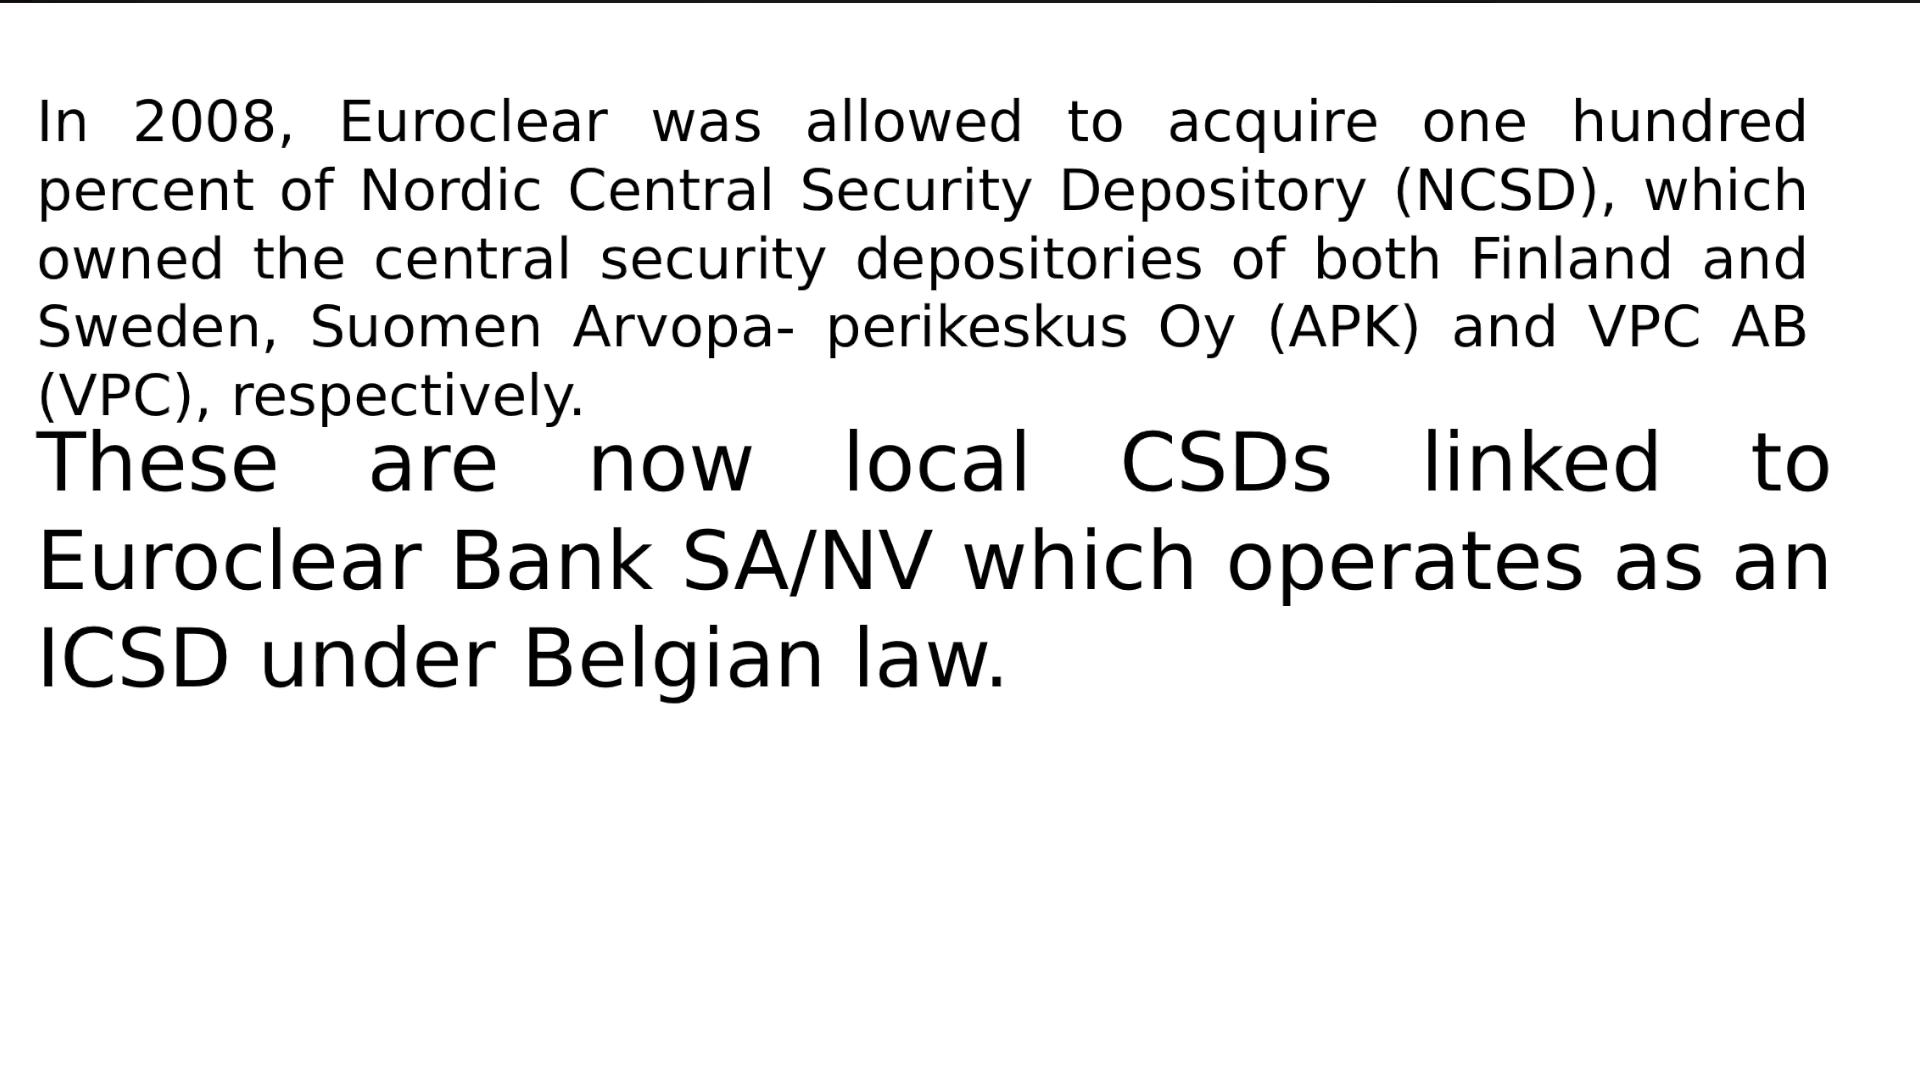 In 2008, Euroclear was allowed to acquire one hundred
percent of Nordic Central Security Depository (NCSD), which
owned the central security depositories of both Finland and
Sweden, Suomen Arvopa- perikeskus Oy (APK) and VPC AB
(VPC), respectively.
These are now local CSDs linked to
Euroclear Bank SA/NV which operates as an
ICSD under Belgian law.